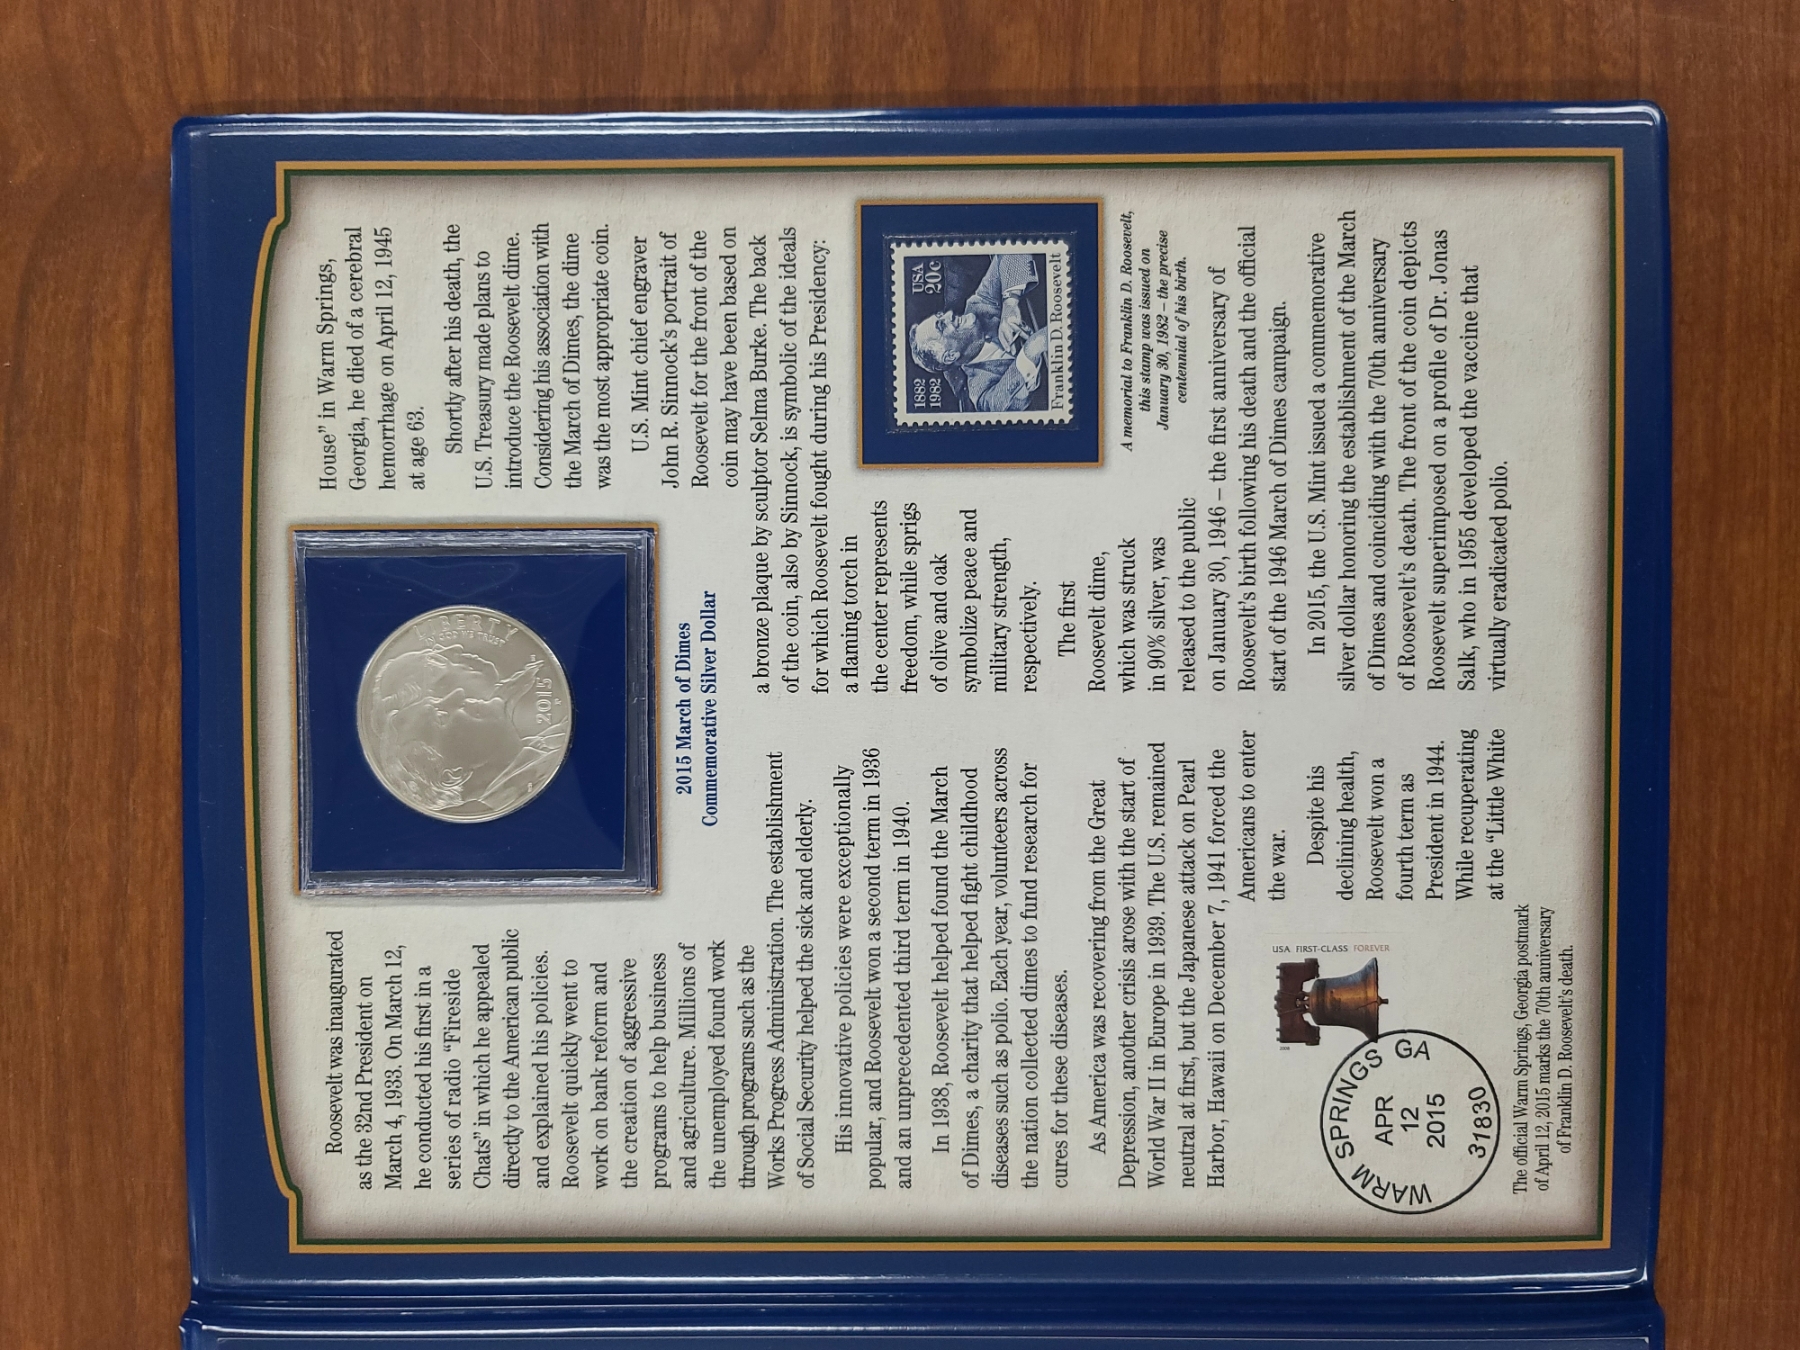 Roosevelt was inaugurated
as the 32nd President on
March 4, 1933. On March 12,
he conducted his first in a
series of radio “Fireside
Chats” in which he appealed
directly to the American public
and explained his policies.
Roosevelt quickly went to
work on bank reform and
the creation of aggressive
programs to help business
and agriculture. Millions of
the unemployed found work
through programs such as the
Works Progress Administration. The establishment
of Social Security helped the sick and elderly.
His innovative policies were exceptionally
popular, and Roosevelt won a second term in 1936
and an unprecedented third term in 1940.
In 1938, Roosevelt helped found the March
of Dimes, a charity that helped fight childhood
diseases such as polio. Each year, volunteers across
the nation collected dimes to fund research for
cures for these diseases.
As America was recovering from the Great
Depression, another crisis arose with the start of
World War II in Europe in 1939. The U.S. remained
neutral at first, but the Japanese attack on Pearl
Harbor, Hawaii on December 7, 1941 forced the
Americans to enter
the war.
Despite his
declining health,
Roosevelt won a
fourth term as
President in 1944.
While recuperating
at the “Little White
USA FIRST-CLASS FOREVER
WARM SPRINGS GA
APR
12
2015
31830
The official Warm Springs, Georgia postmark
of April 12, 2015 marks the 70th anniversary
of Franklin D. Roosevelt's death.
LIBERTY
IN GOD WE TRUST
2015
P
2015 March of Dimes
Commemorative Silver Dollar
House” in Warm Springs,
Georgia, he died of a cerebral
hemorrhage on April 12, 1945
at age 63.
Shortly after his death, the
U.S. Treasury made plans to
introduce the Roosevelt dime.
Considering his association with
the March of Dimes, the dime
was the most appropriate coin.
U.S. Mint chief engraver
John R. Sinnock's portrait of
Roosevelt for the front of the
coin may have been based on
a bronze plaque by sculptor Selma Burke. The back
of the coin, also by Sinnock, is symbolic of the ideals
for which Roosevelt fought during his Presidency:
a flaming torch in
the center represents
freedom, while sprigs
of olive and oak
symbolize peace and
military strength,
respectively.
The first
Roosevelt dime,
which was struck
in 90% silver, was
released to the public
on January 30, 1946 – the first anniversary of
Roosevelt's birth following his death and the official
start of the 1946 March of Dimes campaign.
In 2015, the U.S. Mint issued a commemorative
silver dollar honoring the establishment of the March
of Dimes and coinciding with the 70th anniversary
of Roosevelt's death. The front of the coin depicts
Roosevelt superimposed on a profile of Dr. Jonas
Salk, who in 1955 developed the vaccine that
virtually eradicated polio.
1882
1982
USA
20c
Franklin D. Roosevelt
A memorial to Franklin D. Roosevelt,
this stamp was issued on
January 30, 1982 – the precise
centennial of his birth.